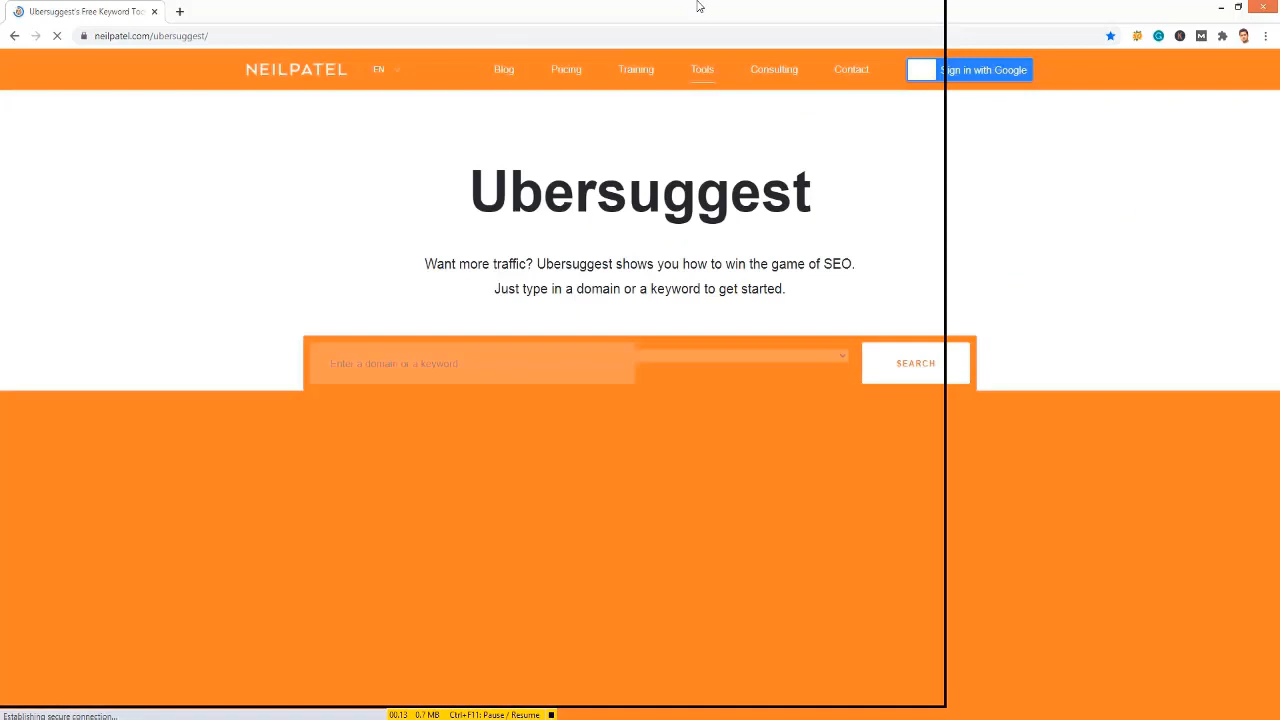 Ubersuggest's Free Keyword Too
neilpatel.com/ubersuggest/
NEILPATEL EN Blog Pricing Training Tools Consulting Contact Sign in with Google
Ubersuggest
Want more traffic? Ubersuggest shows you how to win the game of SEO.
Just type in a domain or a keyword to get started.
Enter a domain or a keyword SEARCH
Establishing secure connection... 00.13 0.7 MB Ctrl+F11: Pause / Resume